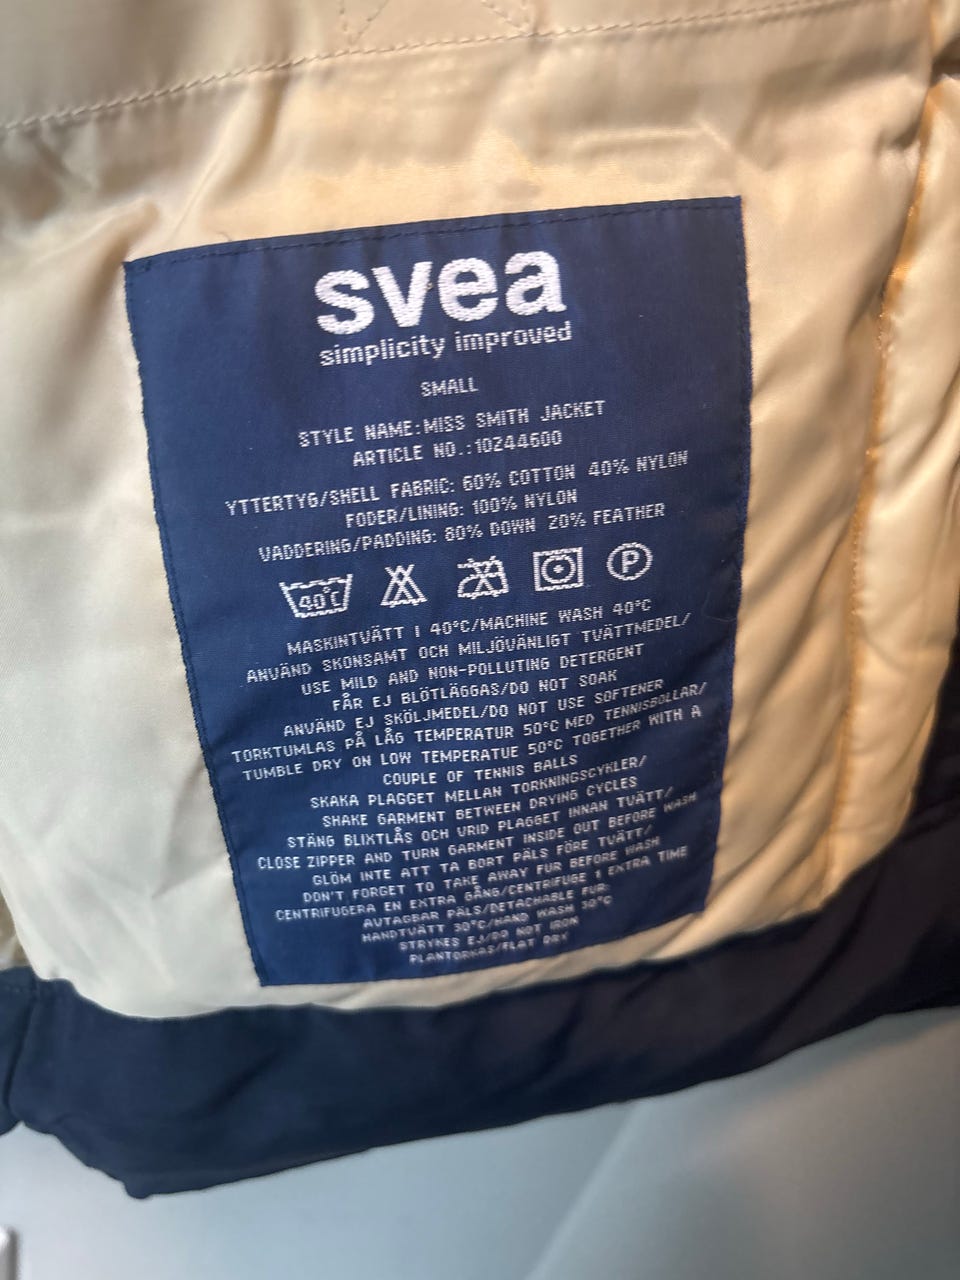 svea
simplicity improved
SMALL
STYLE NAME:MISS SMITH JACKET
ARTICLE NO.:10244600
YTTERTYG/SHELL FABRIC: 60% COTTON 40% NYLON
FODER/LINING: 100% NYLON
VADDERING/PADDING: 80% DOWN 20% FEATHER
40°C P
MASKINTVÄTT I 40°C/MACHINE WASH 40°C
ANVÄND SKONSAMT OCH MILJÖVÄNLIGT TVÄTTMEDEL/
USE MILD AND NON-POLLUTING DETERGENT
FÅR EJ BLÖTLÄGGAS/DO NOT SOAK
ANVÄND EJ SKÖLJMEDEL/DO NOT USE SOFTENER
TORKTUMLAS PÅ LÅG TEMPERATUR 50°C MED TENNISBOLLAR/
TUMBLE DRY ON LOW TEMPERATUE 50°C TOGETHER WITH A
COUPLE OF TENNIS BALLS
SKAKA PLAGGET MELLAN TORKNINGSCYKLER/
SHAKE GARMENT BETWEEN DRYING CYCLES
STÄNG BLIXTLÅS OCH VRID PLAGGET INNAN TVÄTT/
CLOSE ZIPPER AND TURN GARMENT INSIDE OUT BEFORE WASH
GLÖM INTE ATT TA BORT PÄLS FÖRE TVÄTT/
DON'T FORGET TO TAKE AWAY FUR BEFORE WASH
CENTRIFUGERA EN EXTRA GÅNG/CENTRIFUGE 1 EXTRA TIME
AVTAGBAR PÄLS/DETACHABLE FUR:
HANDTVÄTT 30°C/HAND WASH 30°C
STRYKES EJ/DO NOT IRON
PLANTORKAS/FLAT DRY